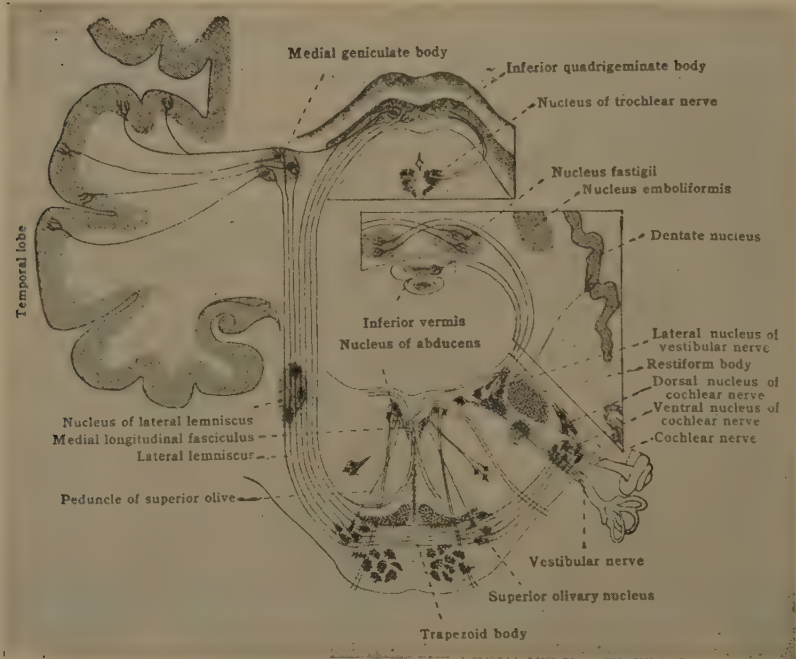 Medial geniculate body
Inferior quadrigeminate body
Nucleus of trochlear nerve
Nucleus fastigii
Nucleus emboliformis
Dentate nucleus
Temporal lobe
Inferior vermis
Nucleus of abducens
Lateral nucleus of
vestibular nerve
Restiform body
Dorsal nucleus of
cochlear nerve
Ventral nucleus of
cochlear nerve
Cochlear nerve
Nucleus of lateral lemniscus
Medial longitudinal fasciculus
Lateral lemniscus
Peduncle of superior olive
Vestibular nerve
Superior olivary nucleus
Trapezoid body